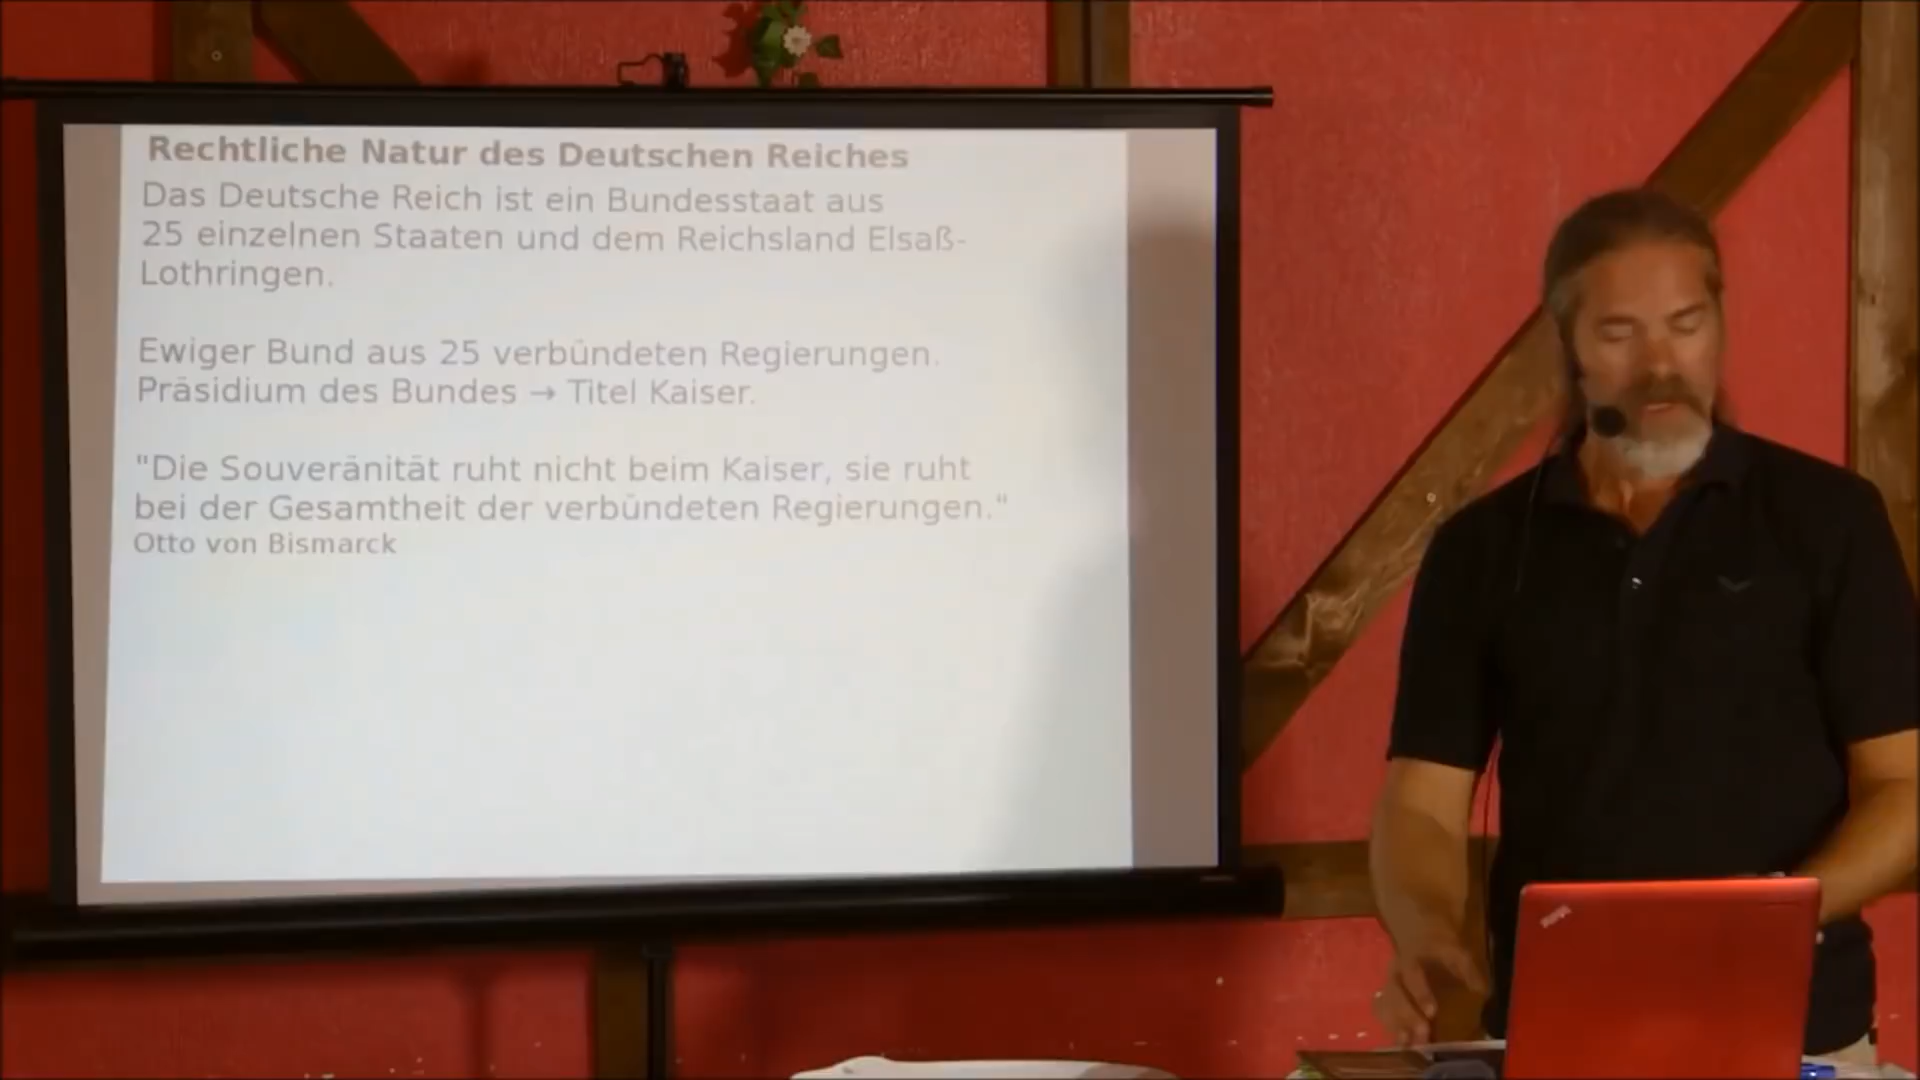 Rechtliche Natur des Deutschen Reiches
Das Deutsche Reich ist ein Bundesstaat aus
25 einzelnen Staaten und dem Reichsland Elsaß-
Lothringen.
Ewiger Bund aus 25 verbündeten Regierungen.
Präsidium des Bundes → Titel Kaiser.
"Die Souveränität ruht nicht beim Kaiser, sie ruht
bei der Gesamtheit der verbündeten Regierungen."
Otto von Bismarck